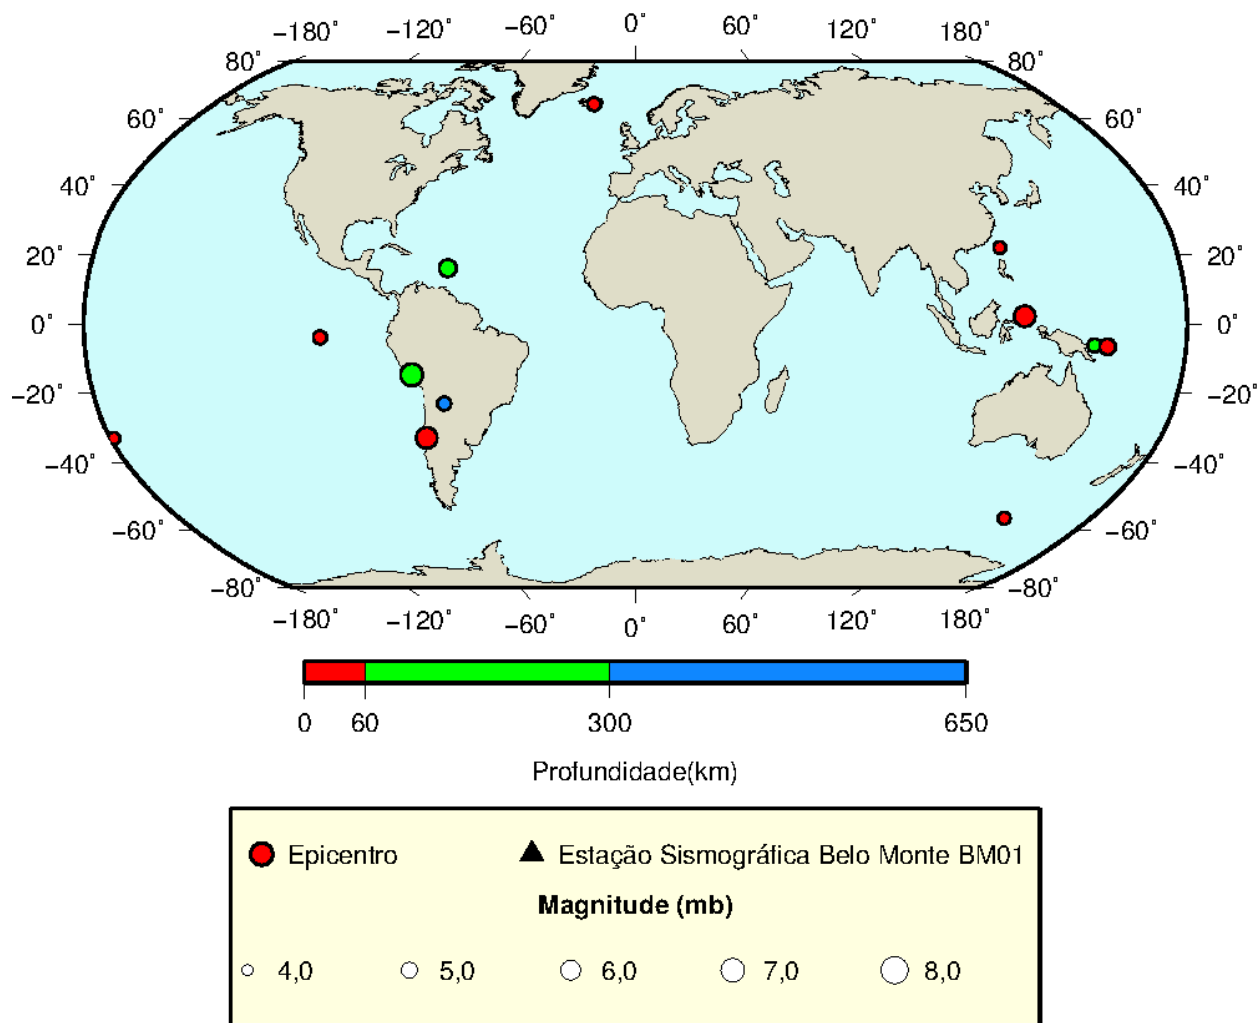 −180˚ −120˚ −60˚ 0˚ 60˚ 120˚ 180˚
80˚ 80˚
60˚ 60˚
40˚ 40˚
20˚ 20˚
0˚ 0˚
−20˚ −20˚
−40˚ −40˚
−60˚ −60˚
−80˚ −80˚
−180˚ −120˚ −60˚ 0˚ 60˚ 120˚ 180˚
0 60 300 650
Profundidade(km)
Epicentro Estação Sismográfica Belo Monte BM01
Magnitude (mb)
4,0 5,0 6,0 7,0 8,0